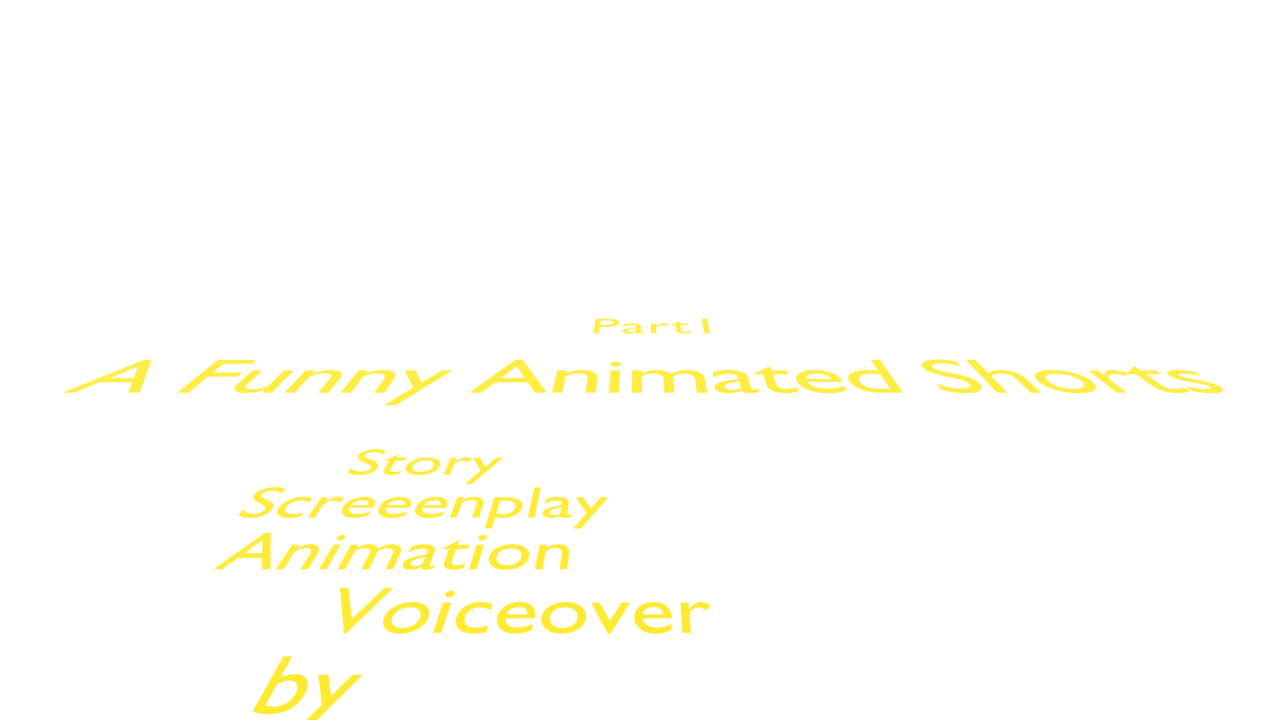 Part I
A Funny Animated Shorts
Story
Screeenplay
Animation
Voiceover
by